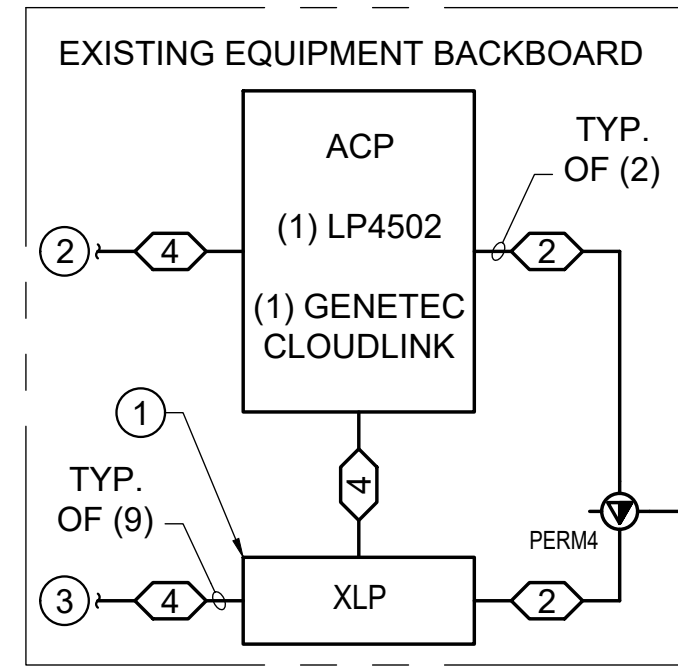 EXISTING EQUIPMENT BACKBOARD
ACP
(1) LP4502
(1) GENETEC
CLOUDLINK
TYP.
OF (2)
2
4
2
1
4
TYP.
OF (9)
PERM4
3
4
XLP
2